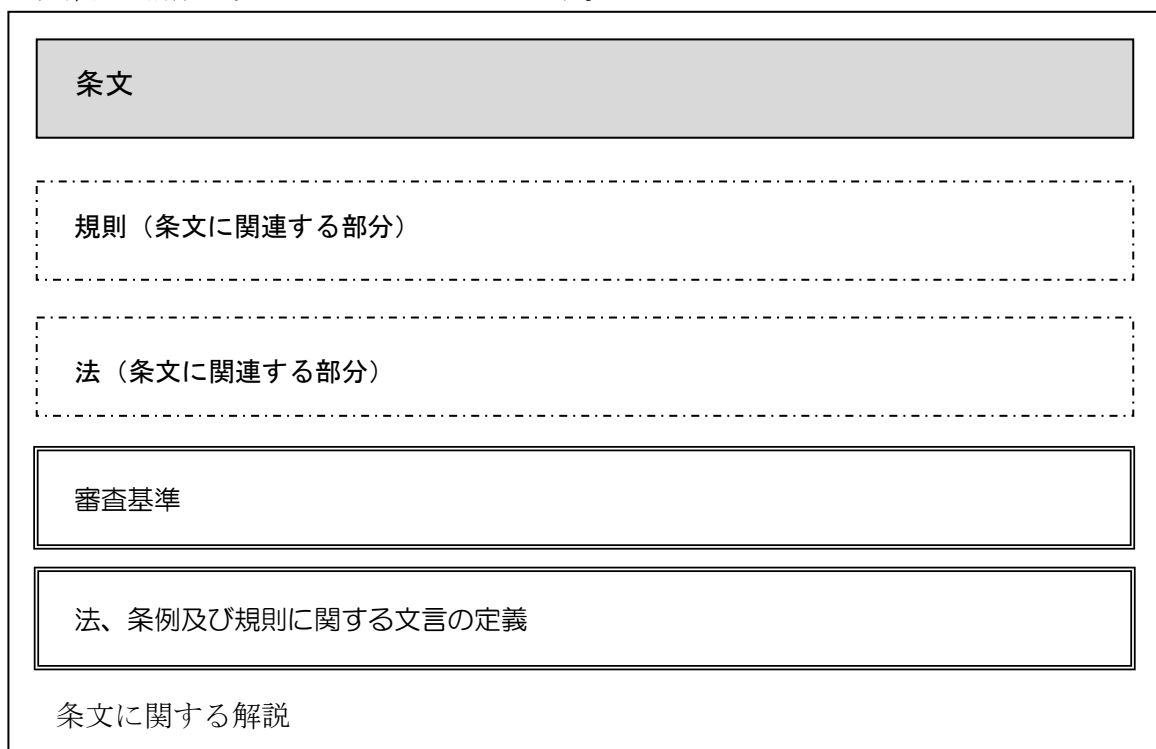 条文
規則（条文に関連する部分）
法（条文に関連する部分）
審査基準
法、条例及び規則に関する文言の定義
条文に関する解説